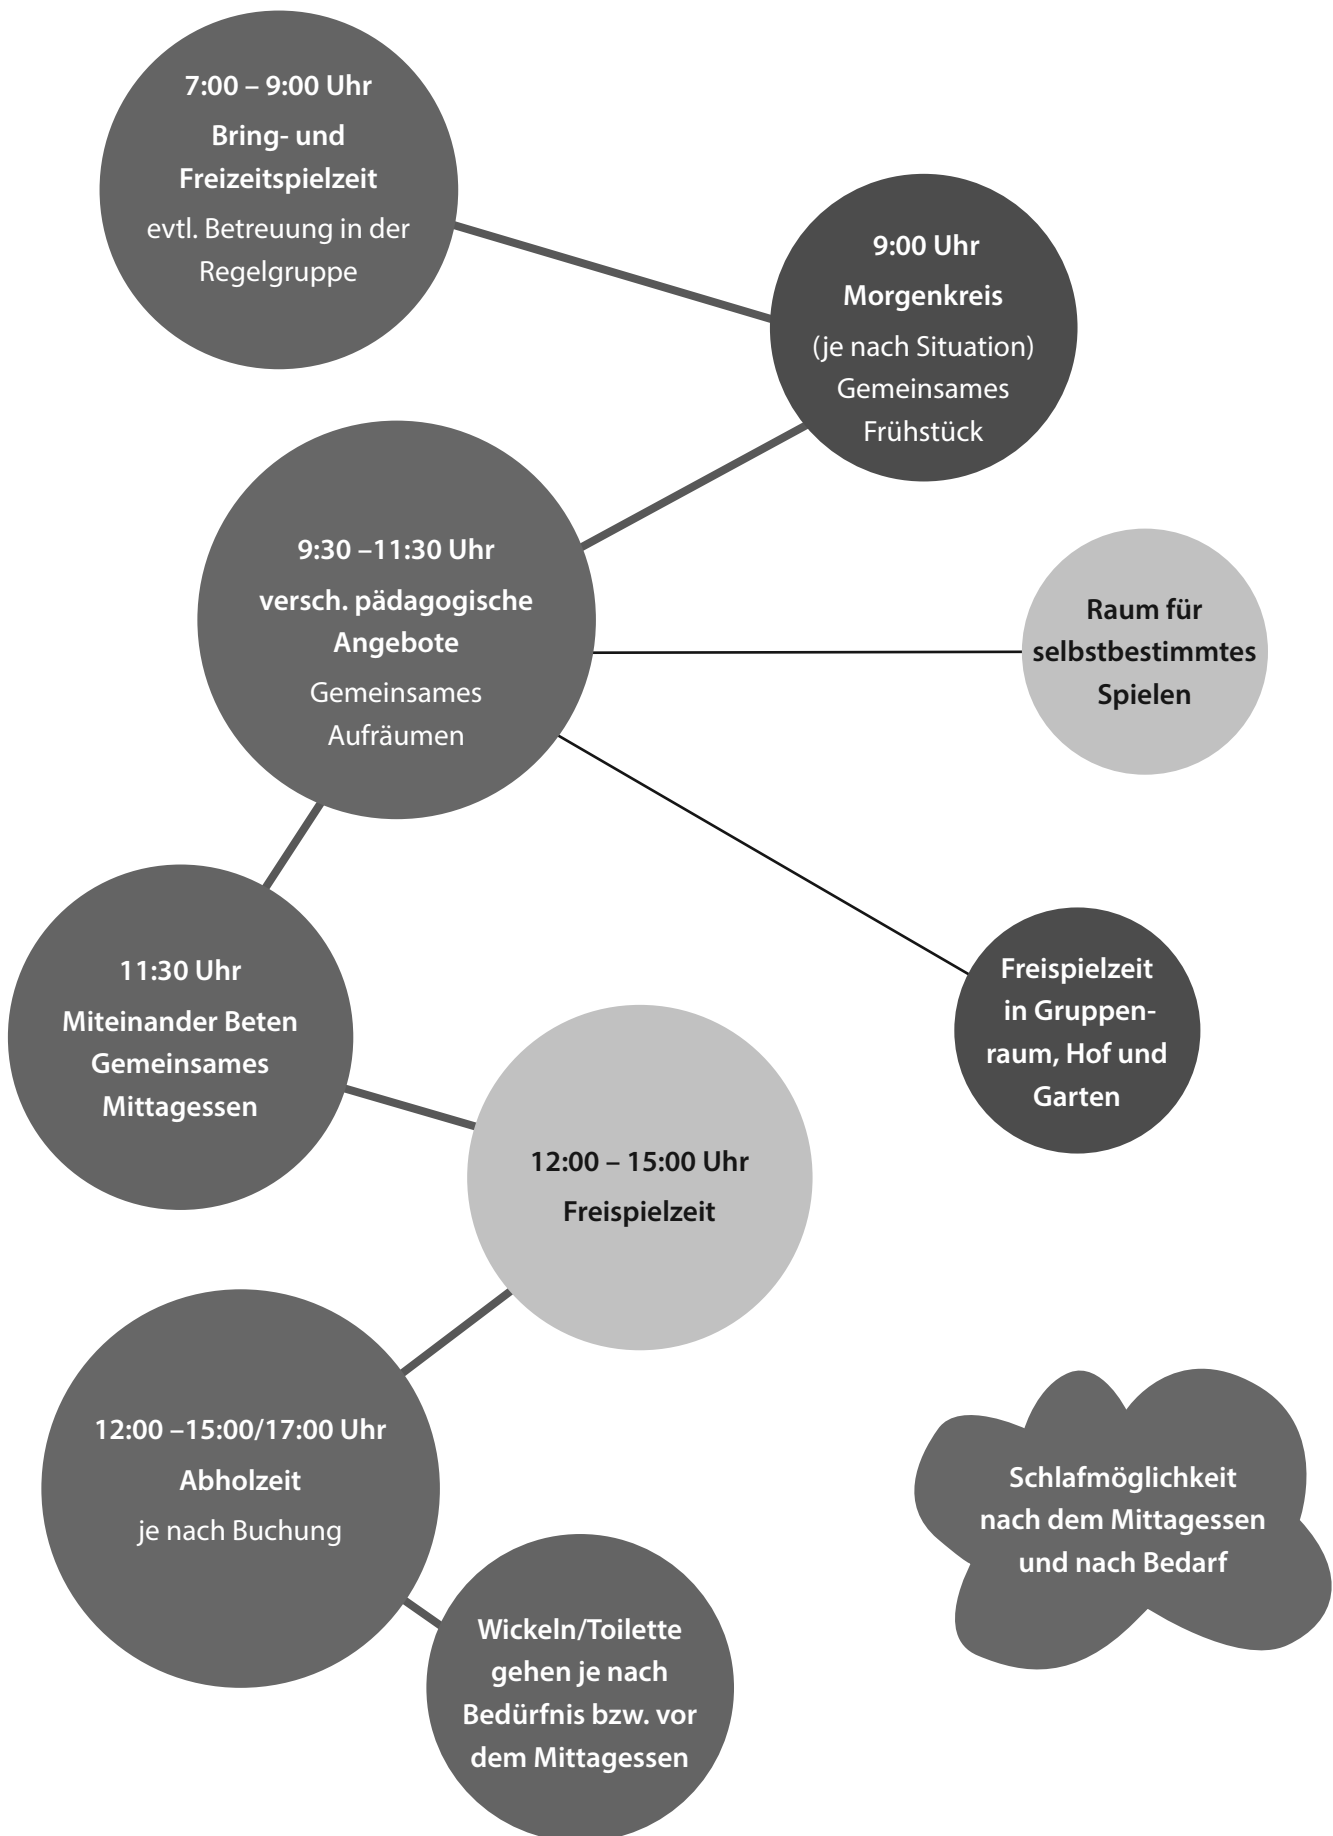 7:00 – 9:00 Uhr
Bring- und
Freizeitspielzeit
evtl. Betreuung in der
Regelgruppe
9:00 Uhr
Morgenkreis
(je nach Situation)
Gemeinsames
Frühstück
9:30 –11:30 Uhr
versch. pädagogische
Angebote
Gemeinsames
Aufräumen
Raum für
selbstbestimmtes
Spielen
Freispielzeit
in Gruppen-
raum, Hof und
Garten
11:30 Uhr
Miteinander Beten
Gemeinsames
Mittagessen
12:00 – 15:00 Uhr
Freispielzeit
12:00 –15:00/17:00 Uhr
Abholzeit
je nach Buchung
Schlafmöglichkeit
nach dem Mittagessen
und nach Bedarf
Wickeln/Toilette
gehen je nach
Bedürfnis bzw. vor
dem Mittagessen